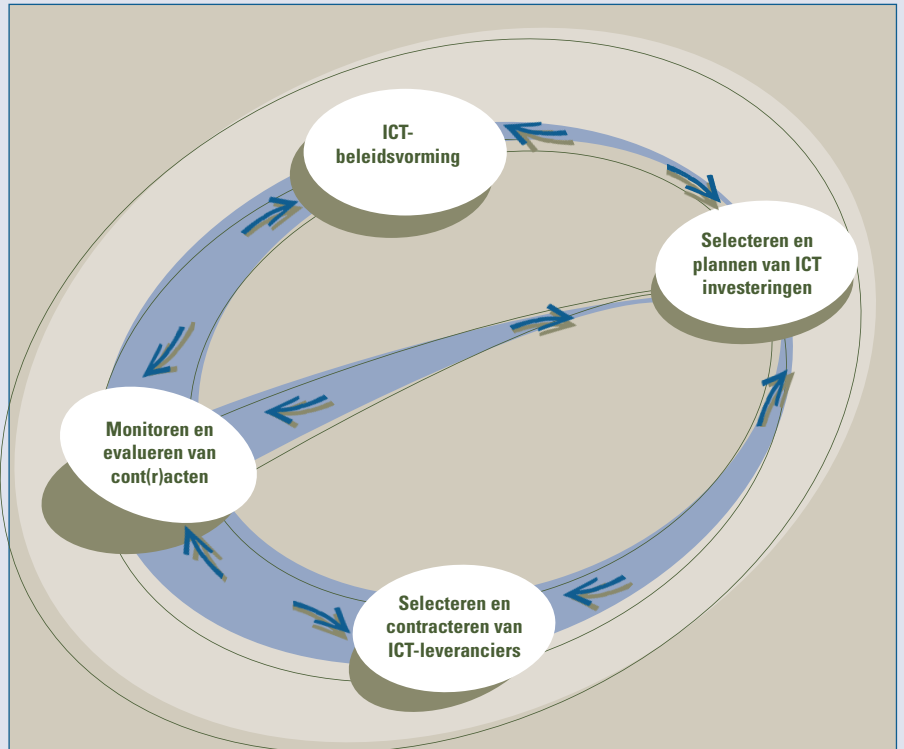 ICT-
beleidsvorming
Selecteren en
plannen van ICT
investeringen
Monitoren en
evalueren van
cont(r)acten
Selecteren en
contracteren van
ICT-leveranciers